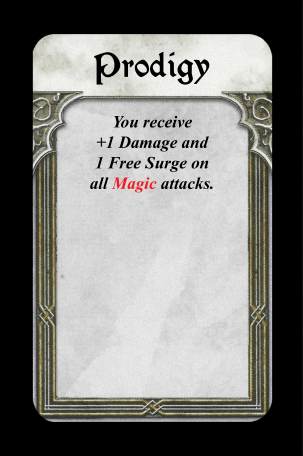 Prodigy
You receive
+1 Damage and
1 Free Surge on
all Magic attacks.